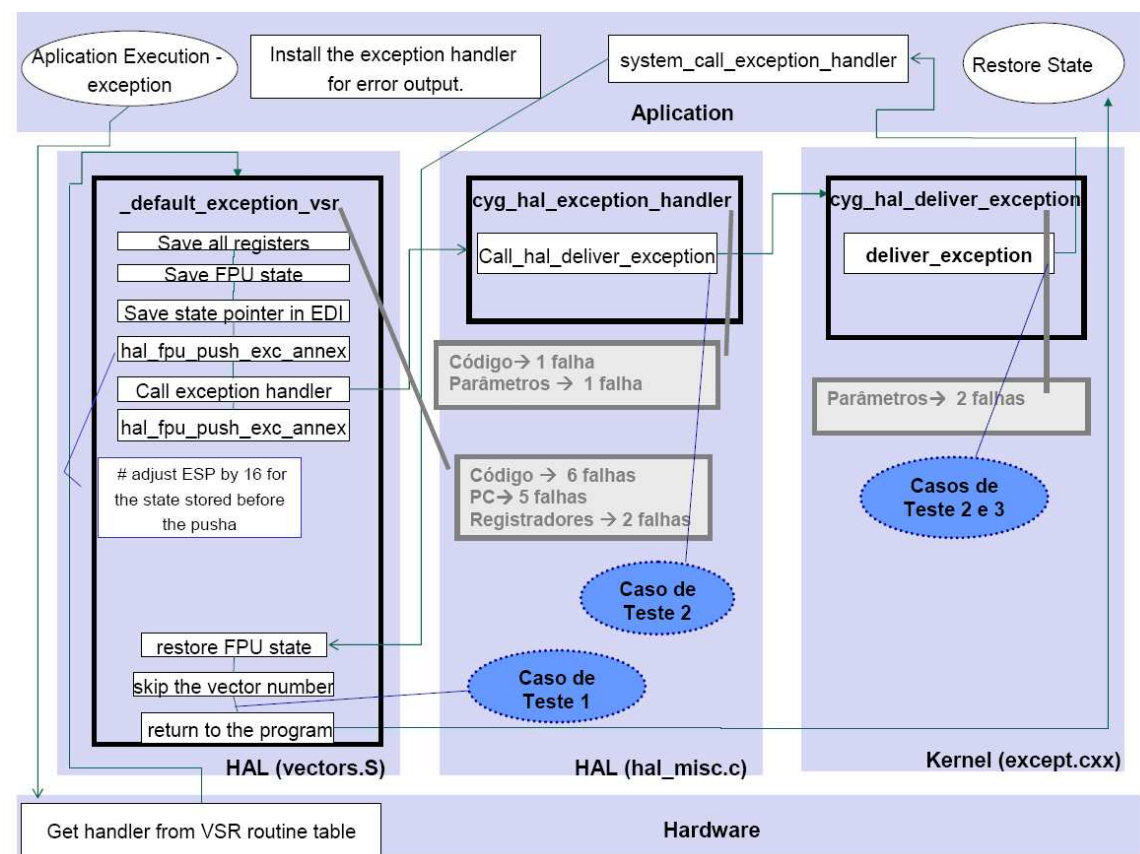 Aplication Execution -
exception
Install the exception handler
for error output.
system_call_exception_handler
Restore State
Aplication
_default_exception_vsr
Save all registers
Save FPU state
Save state pointer in EDI
hal_fpu_push_exc_annex
Call exception handler
hal_fpu_push_exc_annex
# adjust ESP by 16 for
the state stored before
the pusha
restore FPU state
skip the vector number
return to the program
HAL (vectors.S)
cyg_hal_exception_handler
Call_hal_deliver_exception
Código→ 1 falha
Parâmetros → 1 falha
Código → 6 falhas
PC→ 5 falhas
Registradores → 2 falhas
Caso de
Teste 2
Caso de
Teste 1
HAL (hal_misc.c)
cyg_hal_deliver_exception
deliver_exception
Parâmetros→ 2 falhas
Casos de
Teste 2 e 3
Kernel (except.cxx)
Get handler from VSR routine table
Hardware